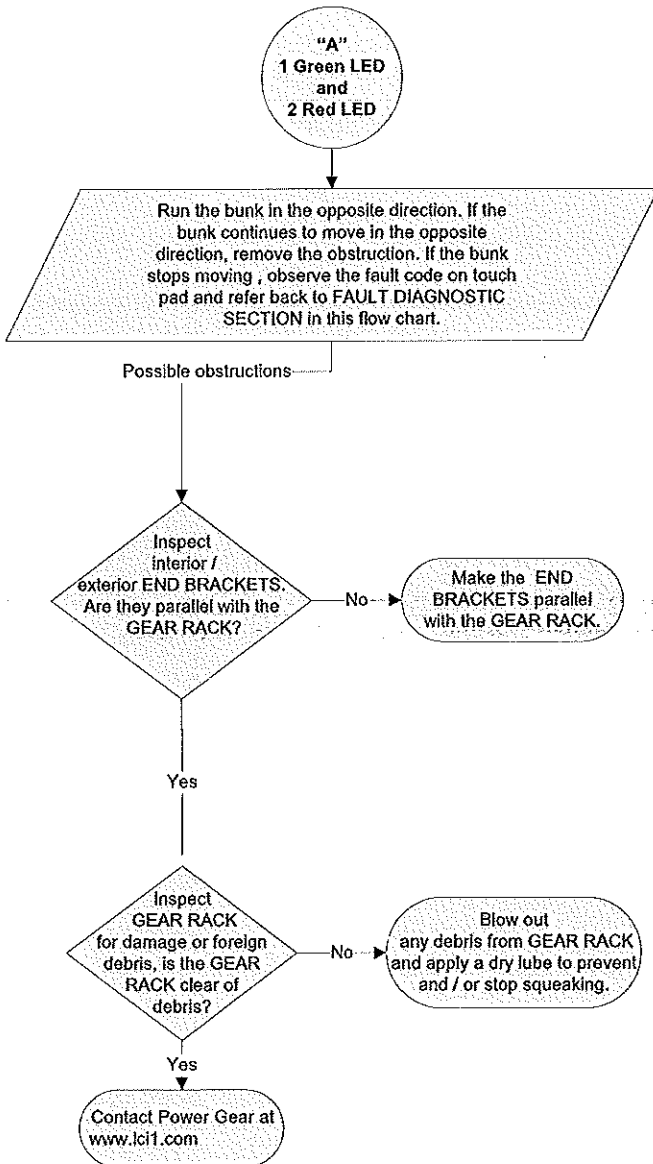 “A”
1 Green LED
and
2 Red LED
Run the bunk in the opposite direction. If the
bunk continues to move in the opposite
direction, remove the obstruction. If the bunk
stops moving , observe the fault code on touch
pad and refer back to FAULT DIAGNOSTIC
SECTION in this flow chart.
Possible obstructions
Inspect
interior /
exterior END BRACKETS.
Are they parallel with the
GEAR RACK?
No
Make the END
BRACKETS parallel
with the GEAR RACK.
Yes
Inspect
GEAR RACK
for damage or foreign
debris, is the GEAR
RACK clear of
debris?
No
Blow out
any debris from GEAR RACK
and apply a dry lube to prevent
and / or stop squeaking.
Yes
Contact Power Gear at
www.lci1.com